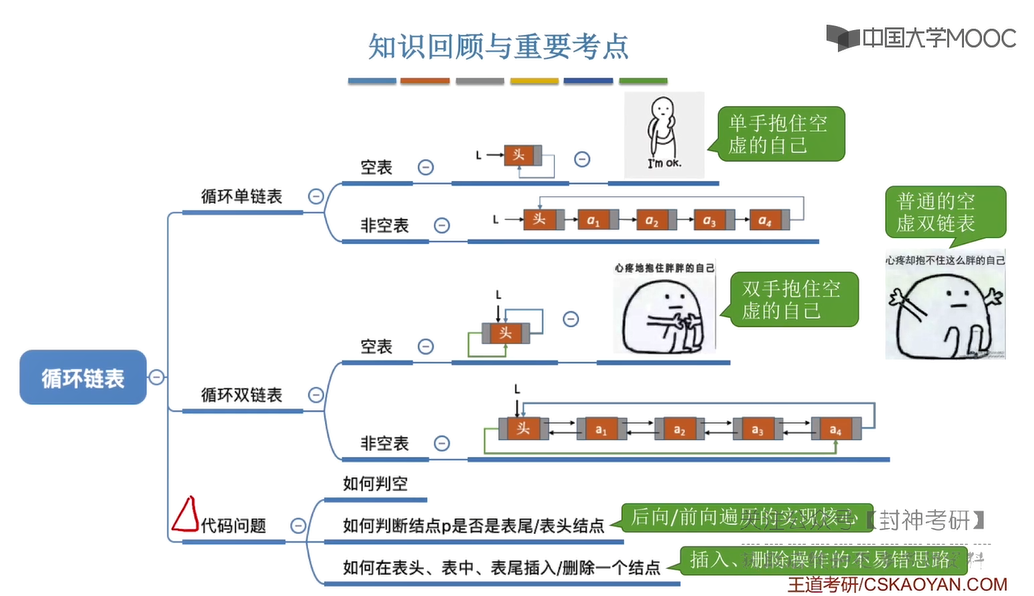 知识回顾与重要考点
中国大学MOOC
I'm ok.
单手抱住空
虚的自己
空表
L
头
循环单链表
非空表
L
头
a1
a2
a3
a4
普通的空
虚双链表
心疼却抱不住这么胖的自己
心疼地抱住胖胖的自己
双手抱住空
虚的自己
L
头
空表
循环链表
循环双链表
L
头
a1
a2
a3
a4
非空表
如何判空
代码问题
如何判断结点p是否是表尾/表头结点
后向/前向遍历的实现核心
【封神考研】
如何在表头、表中、表尾插入/删除一个结点
插入、删除操作的不易错思路
王道考研/CSKAOYAN.COM